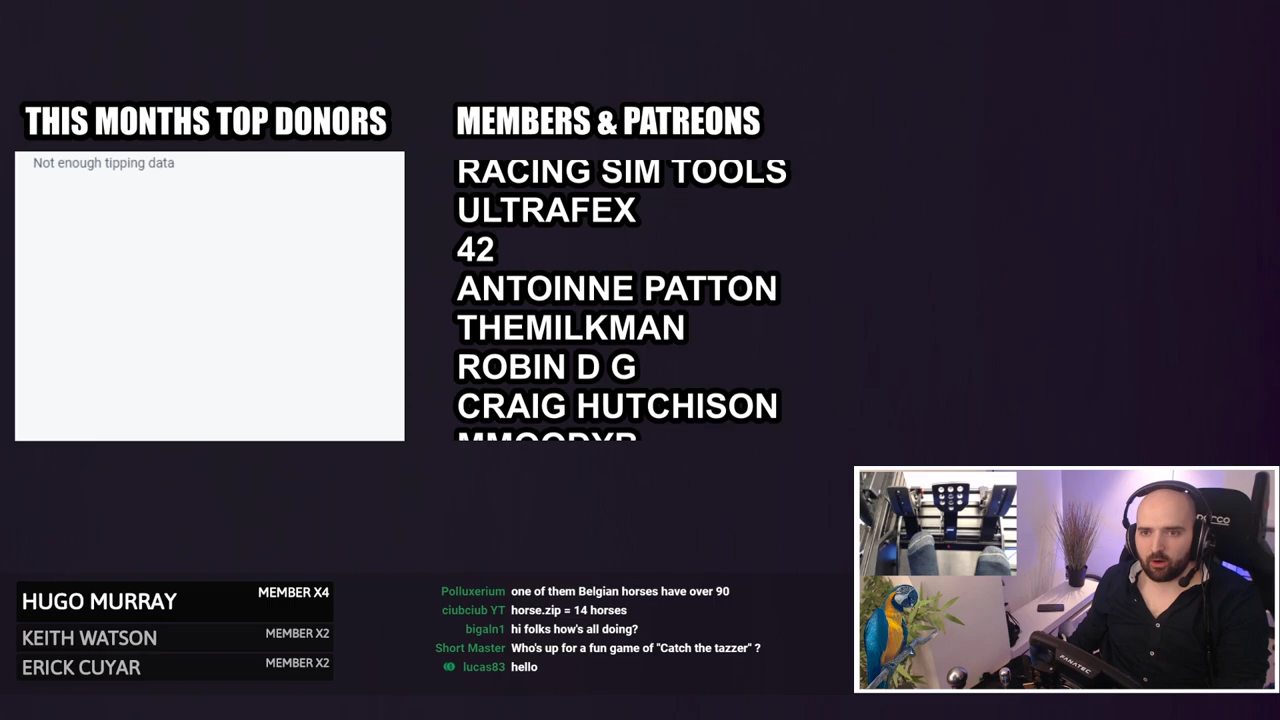 THIS MONTHS TOP DONORS
Not enough tipping data
MEMBERS & PATREONS
RACING SIM TOOLS
ULTRAFEX
42
ANTOINNE PATTON
THEMILKMAN
ROBIN D G
CRAIG HUTCHISON
HUGO MURRAY MEMBER X4
KEITH WATSON MEMBER X2
ERICK CUYAR MEMBER X2
Polluxerium one of them Belgian horses have over 90
ciubciub YT horse.zip = 14 horses
bigaln1 hi folks how's all doing?
Short Master Who's up for a fun game of "Catch the tazzer" ?
lucas83 hello
FANATEC